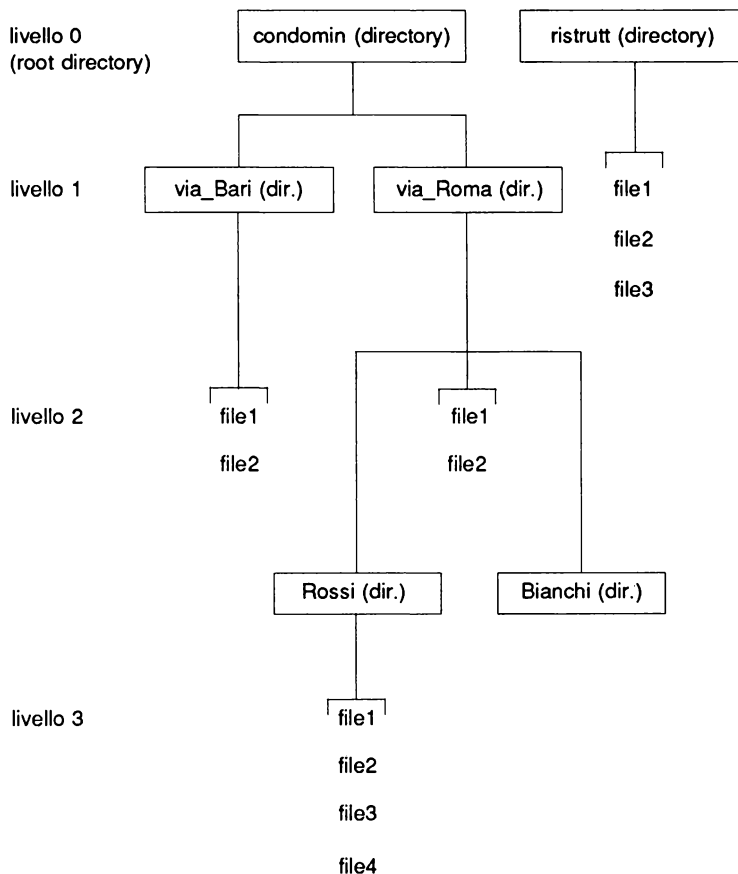 livello 0 condomin (directory) ristrutt (directory)
(root directory)
livello 1 via_Bari (dir.) via_Roma (dir.) file1
file2
file3
livello 2 file1 file1
file2 file2
Rossi (dir.) Bianchi (dir.)
livello 3 file1
file2
file3
file4